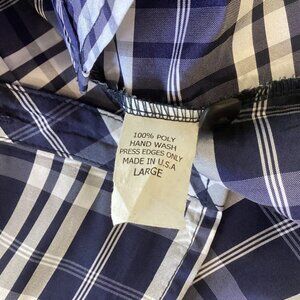 100% POLY
HAND WASH
PRESS EDGES ONLY
MADE IN U.S.A
LARGE